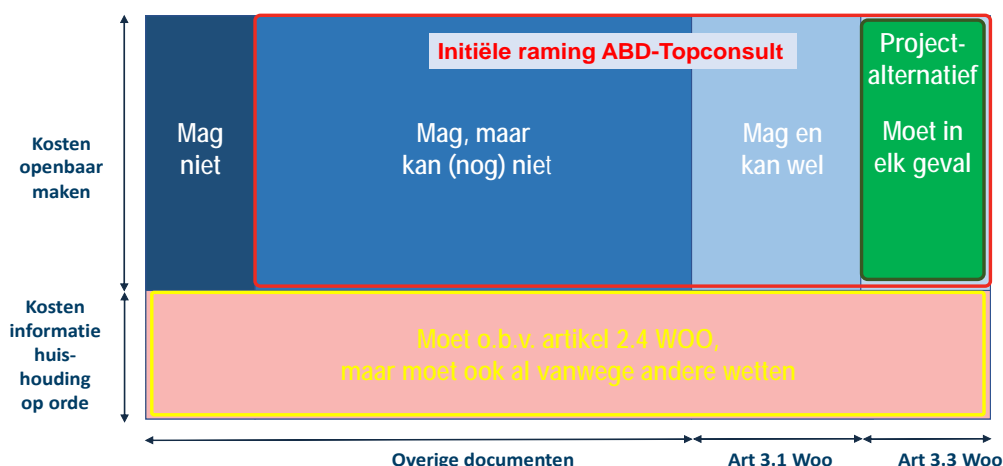 Initiële raming ABD-Topconsult
Project-
alternatief
Moet in
elk geval
Mag
niet
Mag, maar
kan (nog) niet
Mag en
kan wel
Kosten
openbaar
maken
Kosten
informatie
huis-
houding
op orde
Moet o.b.v. artikel 2.4 WOO,
maar moet ook al vanwege andere wetten
Overige documenten
Art 3.1 Woo
Art 3.3 Woo